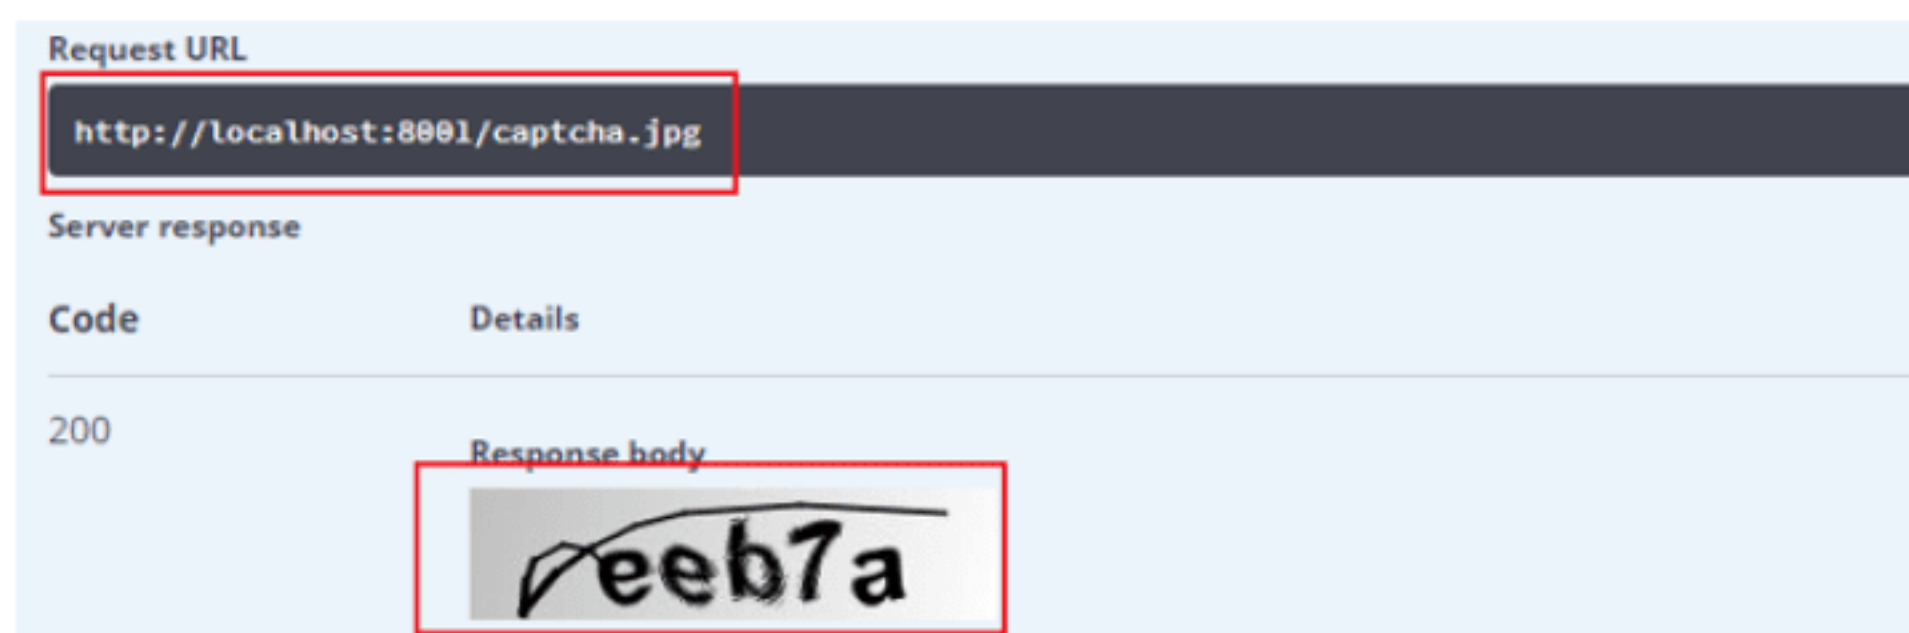 Request URL
http://localhost:8001/captcha.jpg
Server response
Code Details
200
Response body
eeb7a